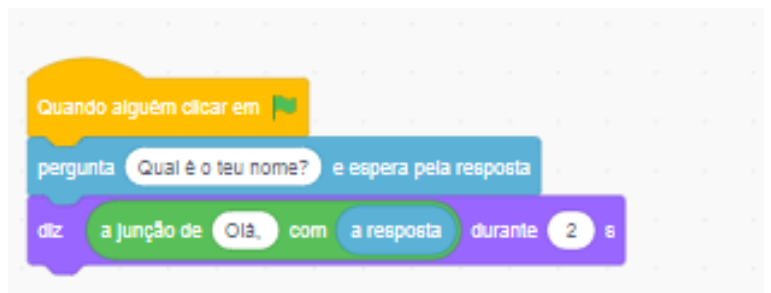 Quando alguém clicar em
pergunta Qual é o teu nome? e espera pela resposta
diz a junção de Olá, com a resposta durante 2 s